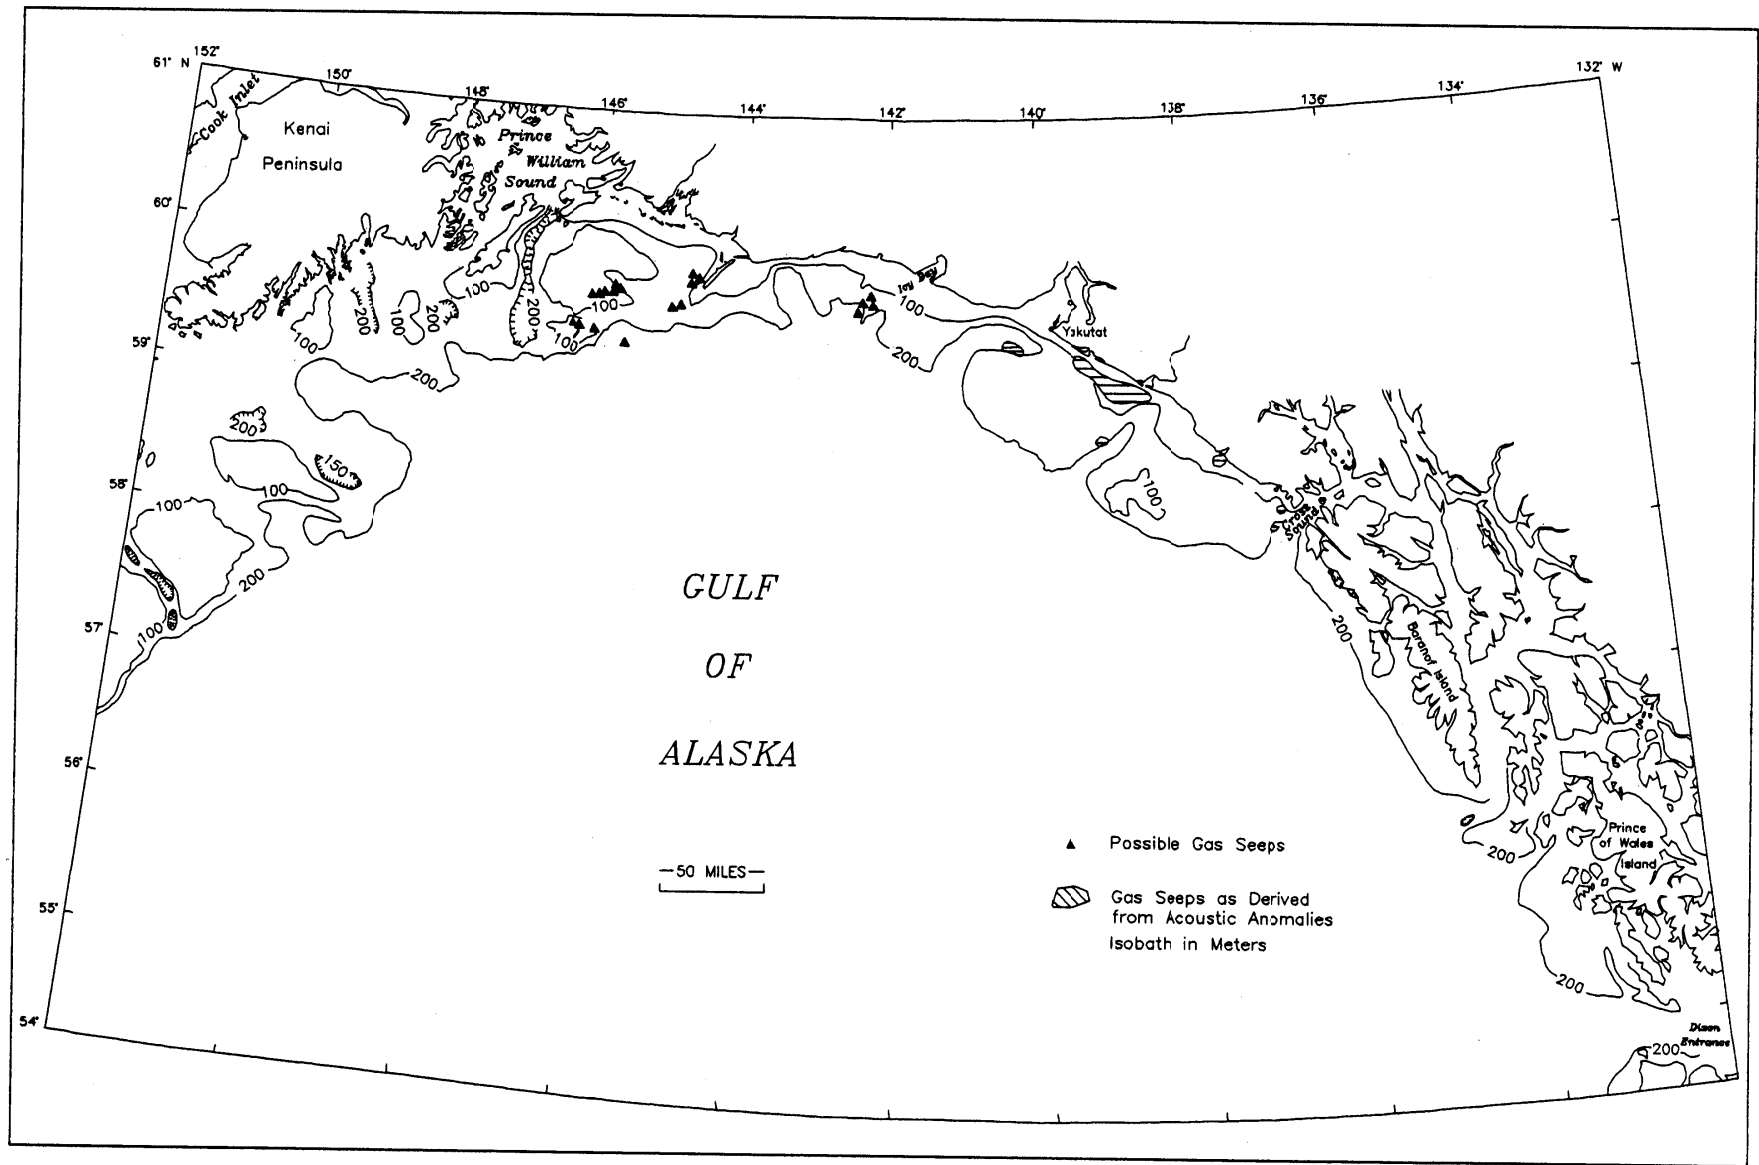 152°
61° N
150°
148°
146°
144°
142°
140°
138°
136°
134°
132° W
Cook Inlet
Kenai
Peninsula
Prince
William
Sound
60°
59°
58°
57°
56°
55°
54°
100
200
100
200
100
200
100
100
200
200
150
100
100
200
100
Icy Bay
100
200
Yakutat
100
Cross
Sound
200
Baranof Island
GULF
OF
ALASKA
50 MILES
▲ Possible Gas Seeps
Gas Seeps as Derived
from Acoustic Anomalies
Isobath in Meters
200
Prince
of Wales
Island
200
Dixon
Entrance
200